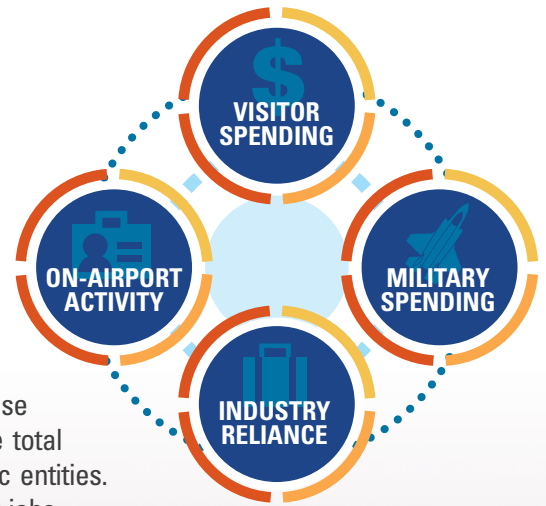 $
VISITOR
SPENDING
ON-AIRPORT
ACTIVITY
MILITARY
SPENDING
INDUSTRY
RELIANCE
se
total
c entities.